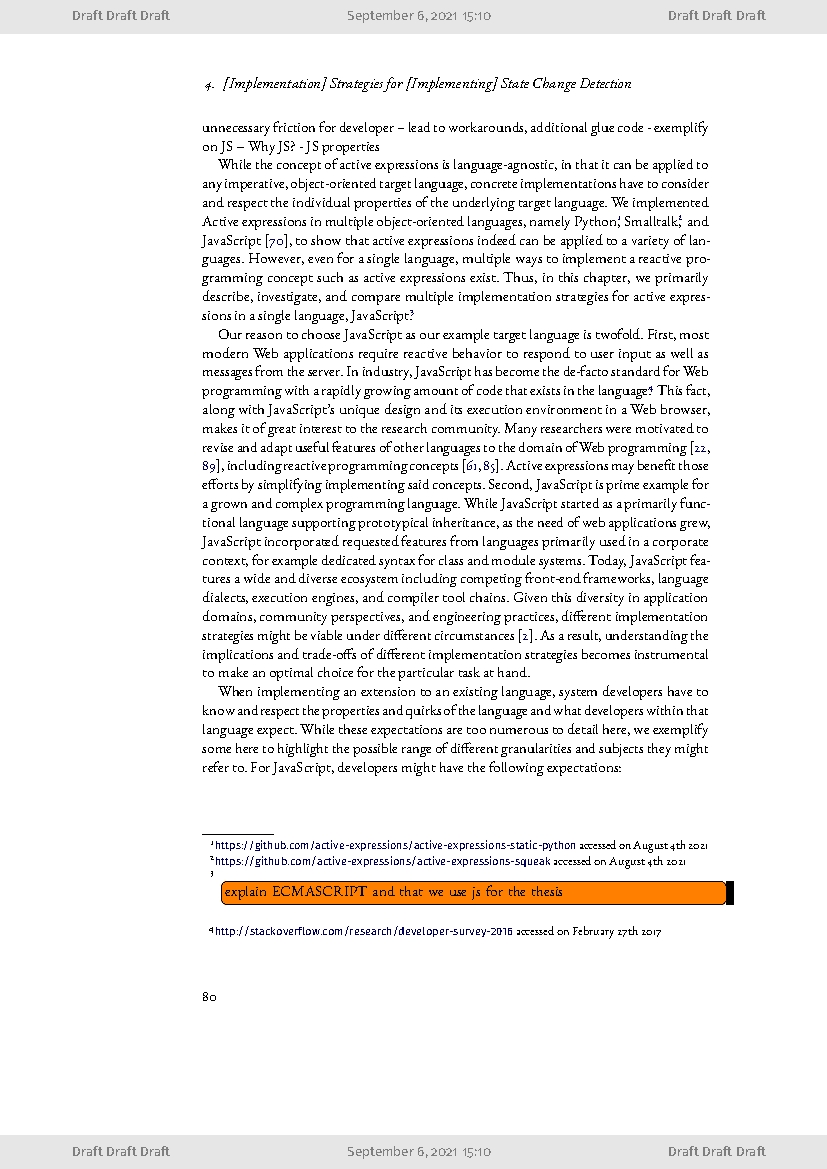 Draft Draft Draft September 6, 2021 15:10 Draft Draft Draft
4. [Implementation] Strategies for [Implementing] State Change Detection
unnecessary friction for developer – lead to workarounds, additional glue code - exemplify
on JS – Why JS? - JS properties
While the concept of active expressions is language-agnostic, in that it can be applied to
any imperative, object-oriented target language, concrete implementations have to consider
and respect the individual properties of the underlying target language. We implemented
Active expressions in multiple object-oriented languages, namely Python,¹ Smalltalk,² and
JavaScript [70], to show that active expressions indeed can be applied to a variety of lan-
guages. However, even for a single language, multiple ways to implement a reactive pro-
gramming concept such as active expressions exist. Thus, in this chapter, we primarily
describe, investigate, and compare multiple implementation strategies for active expres-
sions in a single language, JavaScript.³
Our reason to choose JavaScript as our example target language is twofold. First, most
modern Web applications require reactive behavior to respond to user input as well as
messages from the server. In industry, JavaScript has become the de-facto standard for Web
programming with a rapidly growing amount of code that exists in the language.⁴ This fact,
along with JavaScript's unique design and its execution environment in a Web browser,
makes it of great interest to the research community. Many researchers were motivated to
revise and adapt useful features of other languages to the domain of Web programming [22,
89], including reactive programming concepts [61, 85]. Active expressions may benefit those
efforts by simplifying implementing said concepts. Second, JavaScript is prime example for
a grown and complex programming language. While JavaScript started as a primarily func-
tional language supporting prototypical inheritance, as the need of web applications grew,
JavaScript incorporated requested features from languages primarily used in a corporate
context, for example dedicated syntax for class and module systems. Today, JavaScript fea-
tures a wide and diverse ecosystem including competing front-end frameworks, language
dialects, execution engines, and compiler tool chains. Given this diversity in application
domains, community perspectives, and engineering practices, different implementation
strategies might be viable under different circumstances [2]. As a result, understanding the
implications and trade-offs of different implementation strategies becomes instrumental
to make an optimal choice for the particular task at hand.
When implementing an extension to an existing language, system developers have to
know and respect the properties and quirks of the language and what developers within that
language expect. While these expectations are too numerous to detail here, we exemplify
some here to highlight the possible range of different granularities and subjects they might
refer to. For JavaScript, developers might have the following expectations:
¹https://github.com/active-expressions/active-expressions-static-python accessed on August 4th 2021
²https://github.com/active-expressions/active-expressions-squeak accessed on August 4th 2021
³
explain ECMASCRIPT and that we use js for the thesis
⁴http://stackoverflow.com/research/developer-survey-2016 accessed on February 27th 2017
80
Draft Draft Draft September 6, 2021 15:10 Draft Draft Draft